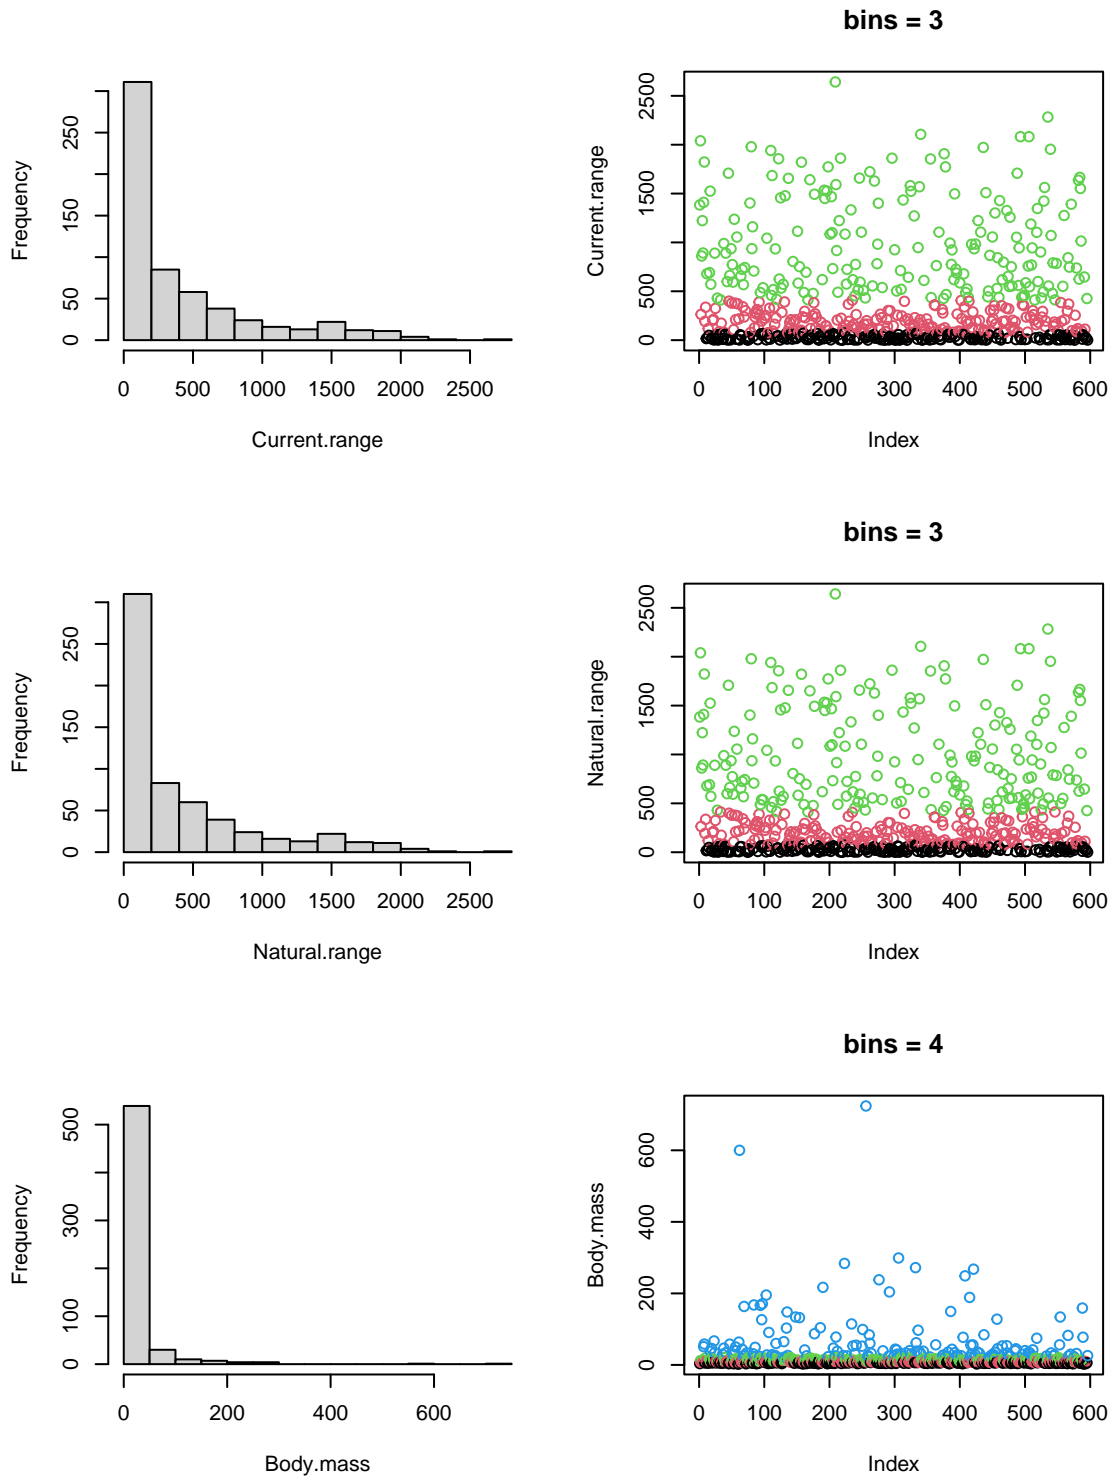 bins = 3
Frequency
0 50 150 250
0 500 1000 1500 2000 2500
Current.range
Current.range
0 500 1500 2500
0 100 200 300 400 500 600
Index
bins = 3
Frequency
0 50 150 250
0 500 1000 1500 2000 2500
Natural.range
Natural.range
0 500 1500 2500
0 100 200 300 400 500 600
Index
bins = 4
Frequency
0 100 300 500
0 200 400 600
Body.mass
Body.mass
0 200 400 600
0 100 200 300 400 500 600
Index